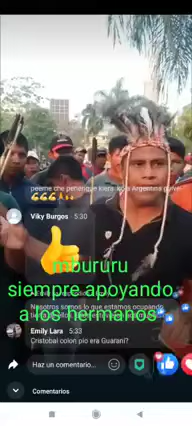 Argentina
Viky Burgos · 5:30
mbururu
siempre apoyando
a los hermanos
Nosotros somos lo que estamos ocupando
Emily Lara · 5:33
Cristobal colon pio era Guarani?
Haz un comentario...
Comentarios